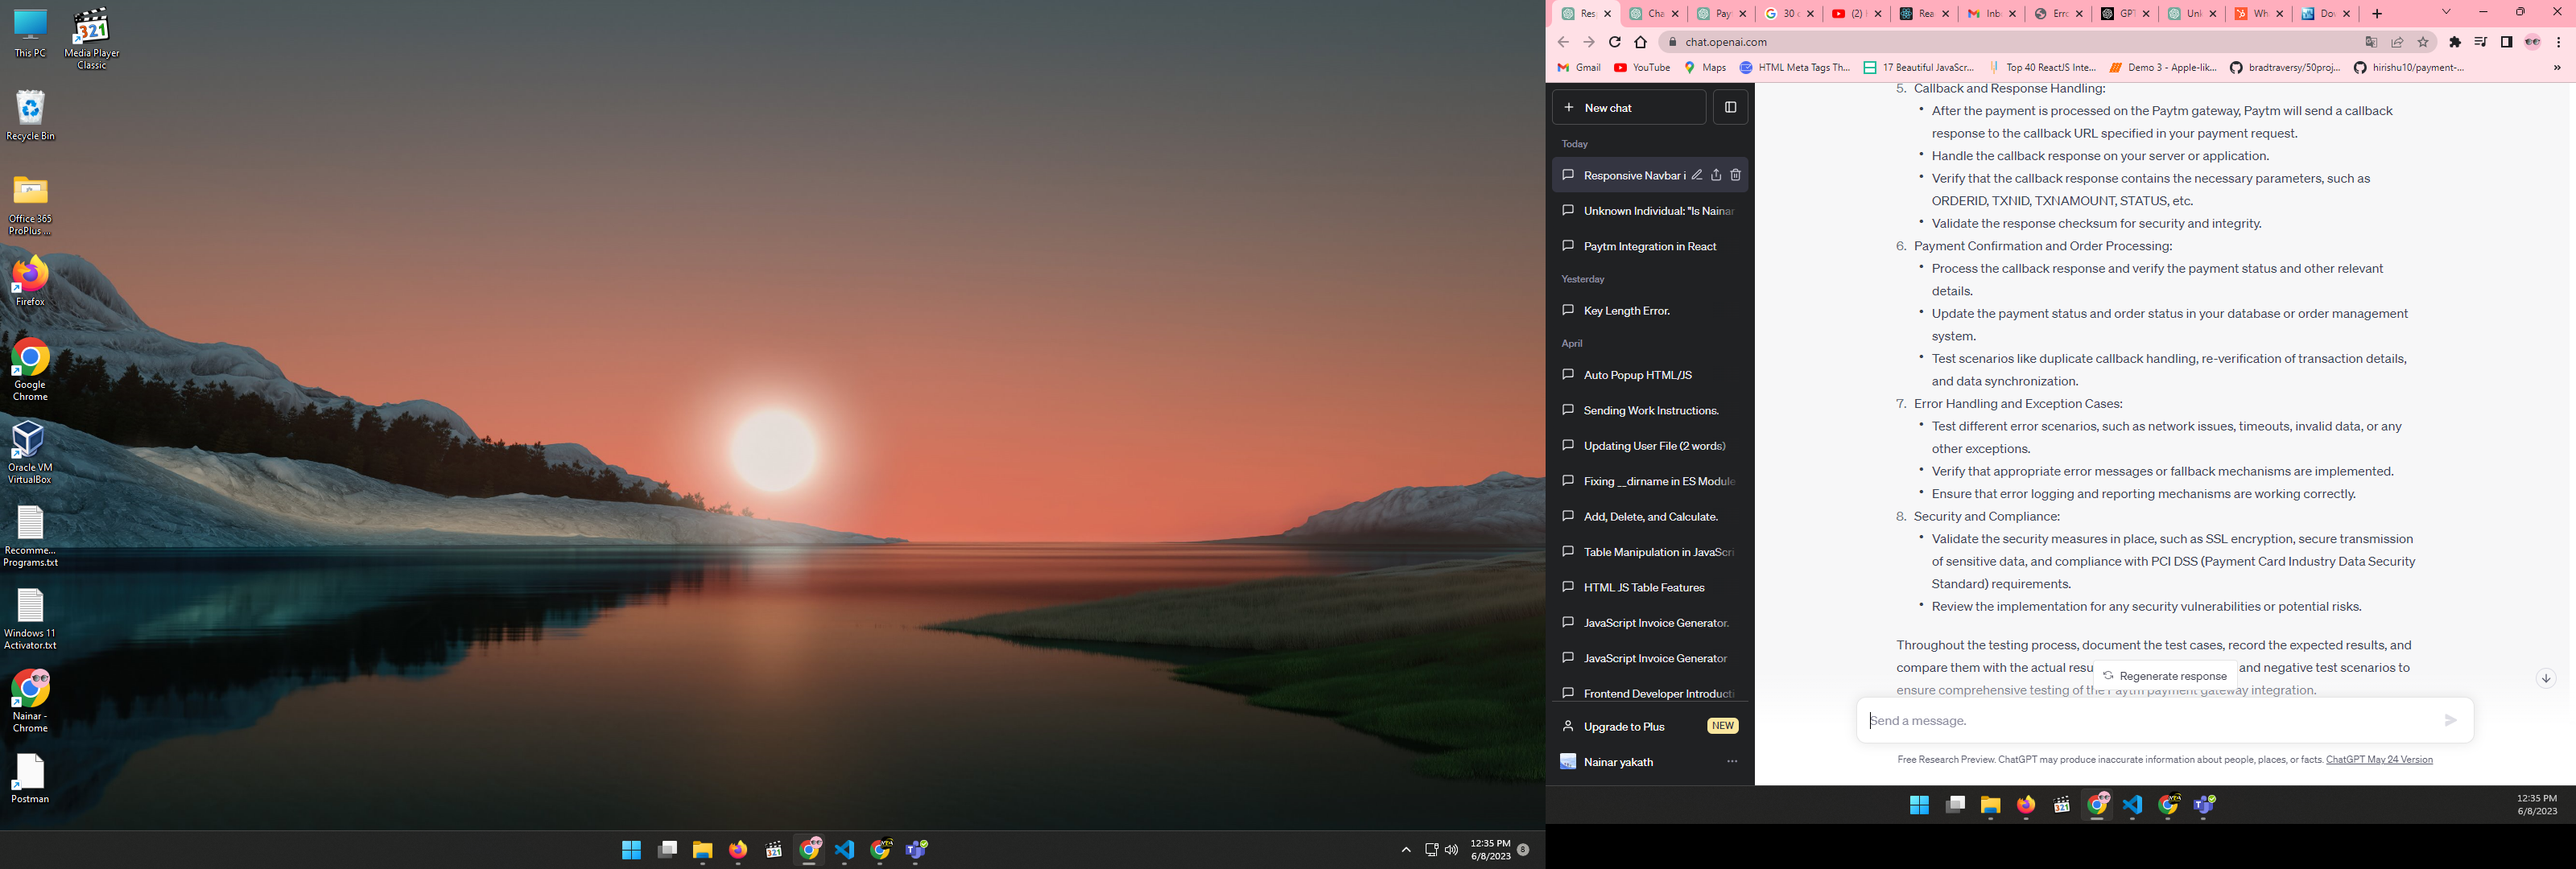 This PC
Media Player
Classic
Recycle Bin
Office 365
ProPlus ...
Firefox
Google
Chrome
Oracle VM
VirtualBox
Recomme...
Programs.txt
Windows 11
Activator.txt
Nainar -
Chrome
Postman
12:35 PM
6/8/2023
8
Res
Cha
Pay
30 c
(2)
Rea
Inb
Erro
GPT
Unk
Wh
Do
chat.openai.com
Gmail
YouTube
Maps
HTML Meta Tags Th...
17 Beautiful JavaScr...
Top 40 ReactJS Inte...
Demo 3 - Apple-lik...
bradtraversy/50proj...
hirishu10/payment-...
»
New chat
Today
Responsive Navbar i
Unknown Individual: "Is Nainar
Paytm Integration in React
Yesterday
Key Length Error.
April
Auto Popup HTML/JS
Sending Work Instructions.
Updating User File (2 words)
Fixing __dirname in ES Module
Add, Delete, and Calculate.
Table Manipulation in JavaScri
HTML JS Table Features
JavaScript Invoice Generator.
JavaScript Invoice Generator
Frontend Developer Introducti
Upgrade to Plus
NEW
Nainar yakath
5. Callback and Response Handling:
• After the payment is processed on the Paytm gateway, Paytm will send a callback
response to the callback URL specified in your payment request.
• Handle the callback response on your server or application.
• Verify that the callback response contains the necessary parameters, such as
ORDERID, TXNID, TXNAMOUNT, STATUS, etc.
• Validate the response checksum for security and integrity.
6. Payment Confirmation and Order Processing:
• Process the callback response and verify the payment status and other relevant
details.
• Update the payment status and order status in your database or order management
system.
• Test scenarios like duplicate callback handling, re-verification of transaction details,
and data synchronization.
7. Error Handling and Exception Cases:
• Test different error scenarios, such as network issues, timeouts, invalid data, or any
other exceptions.
• Verify that appropriate error messages or fallback mechanisms are implemented.
• Ensure that error logging and reporting mechanisms are working correctly.
8. Security and Compliance:
• Validate the security measures in place, such as SSL encryption, secure transmission
of sensitive data, and compliance with PCI DSS (Payment Card Industry Data Security
Standard) requirements.
• Review the implementation for any security vulnerabilities or potential risks.
Throughout the testing process, document the test cases, record the expected results, and
compare them with the actual resu and negative test scenarios to
ensure comprehensive testing of the Paytm payment gateway integration.
Regenerate response
Send a message.
Free Research Preview. ChatGPT may produce inaccurate information about people, places, or facts. ChatGPT May 24 Version
12:35 PM
6/8/2023